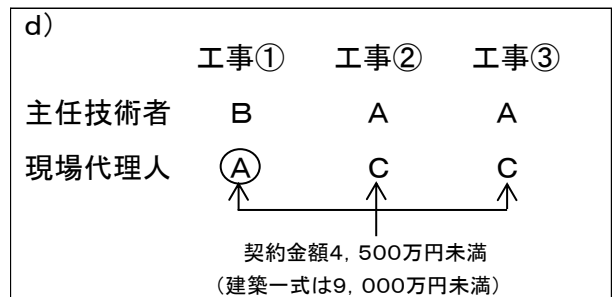 d）
工事① 工事② 工事③
主任技術者 B A A
現場代理人 A C C
契約金額4，500万円未満
（建築一式は9，000万円未満）